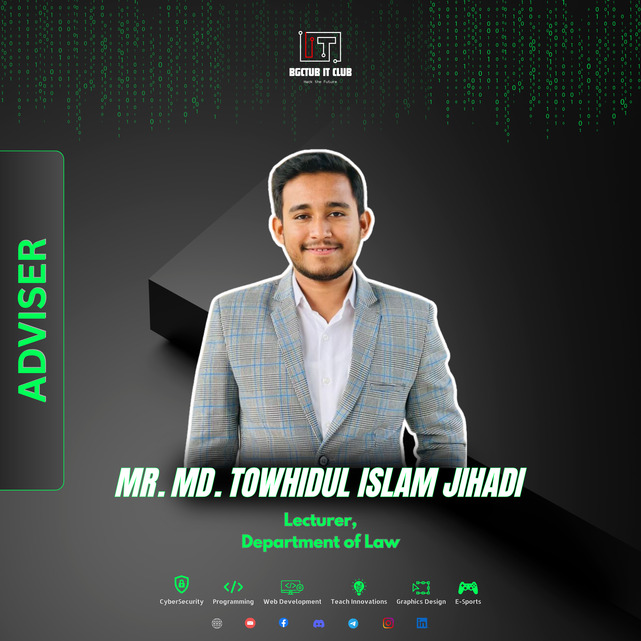 IT
BGCTUB IT CLUB
Hack the Future
ADVISER
MR. MD. TOWHIDUL ISLAM JIHADI
Lecturer,
Department of Law
CyberSecurity Programming Web Development Teach Innovations Graphics Design E-Sports